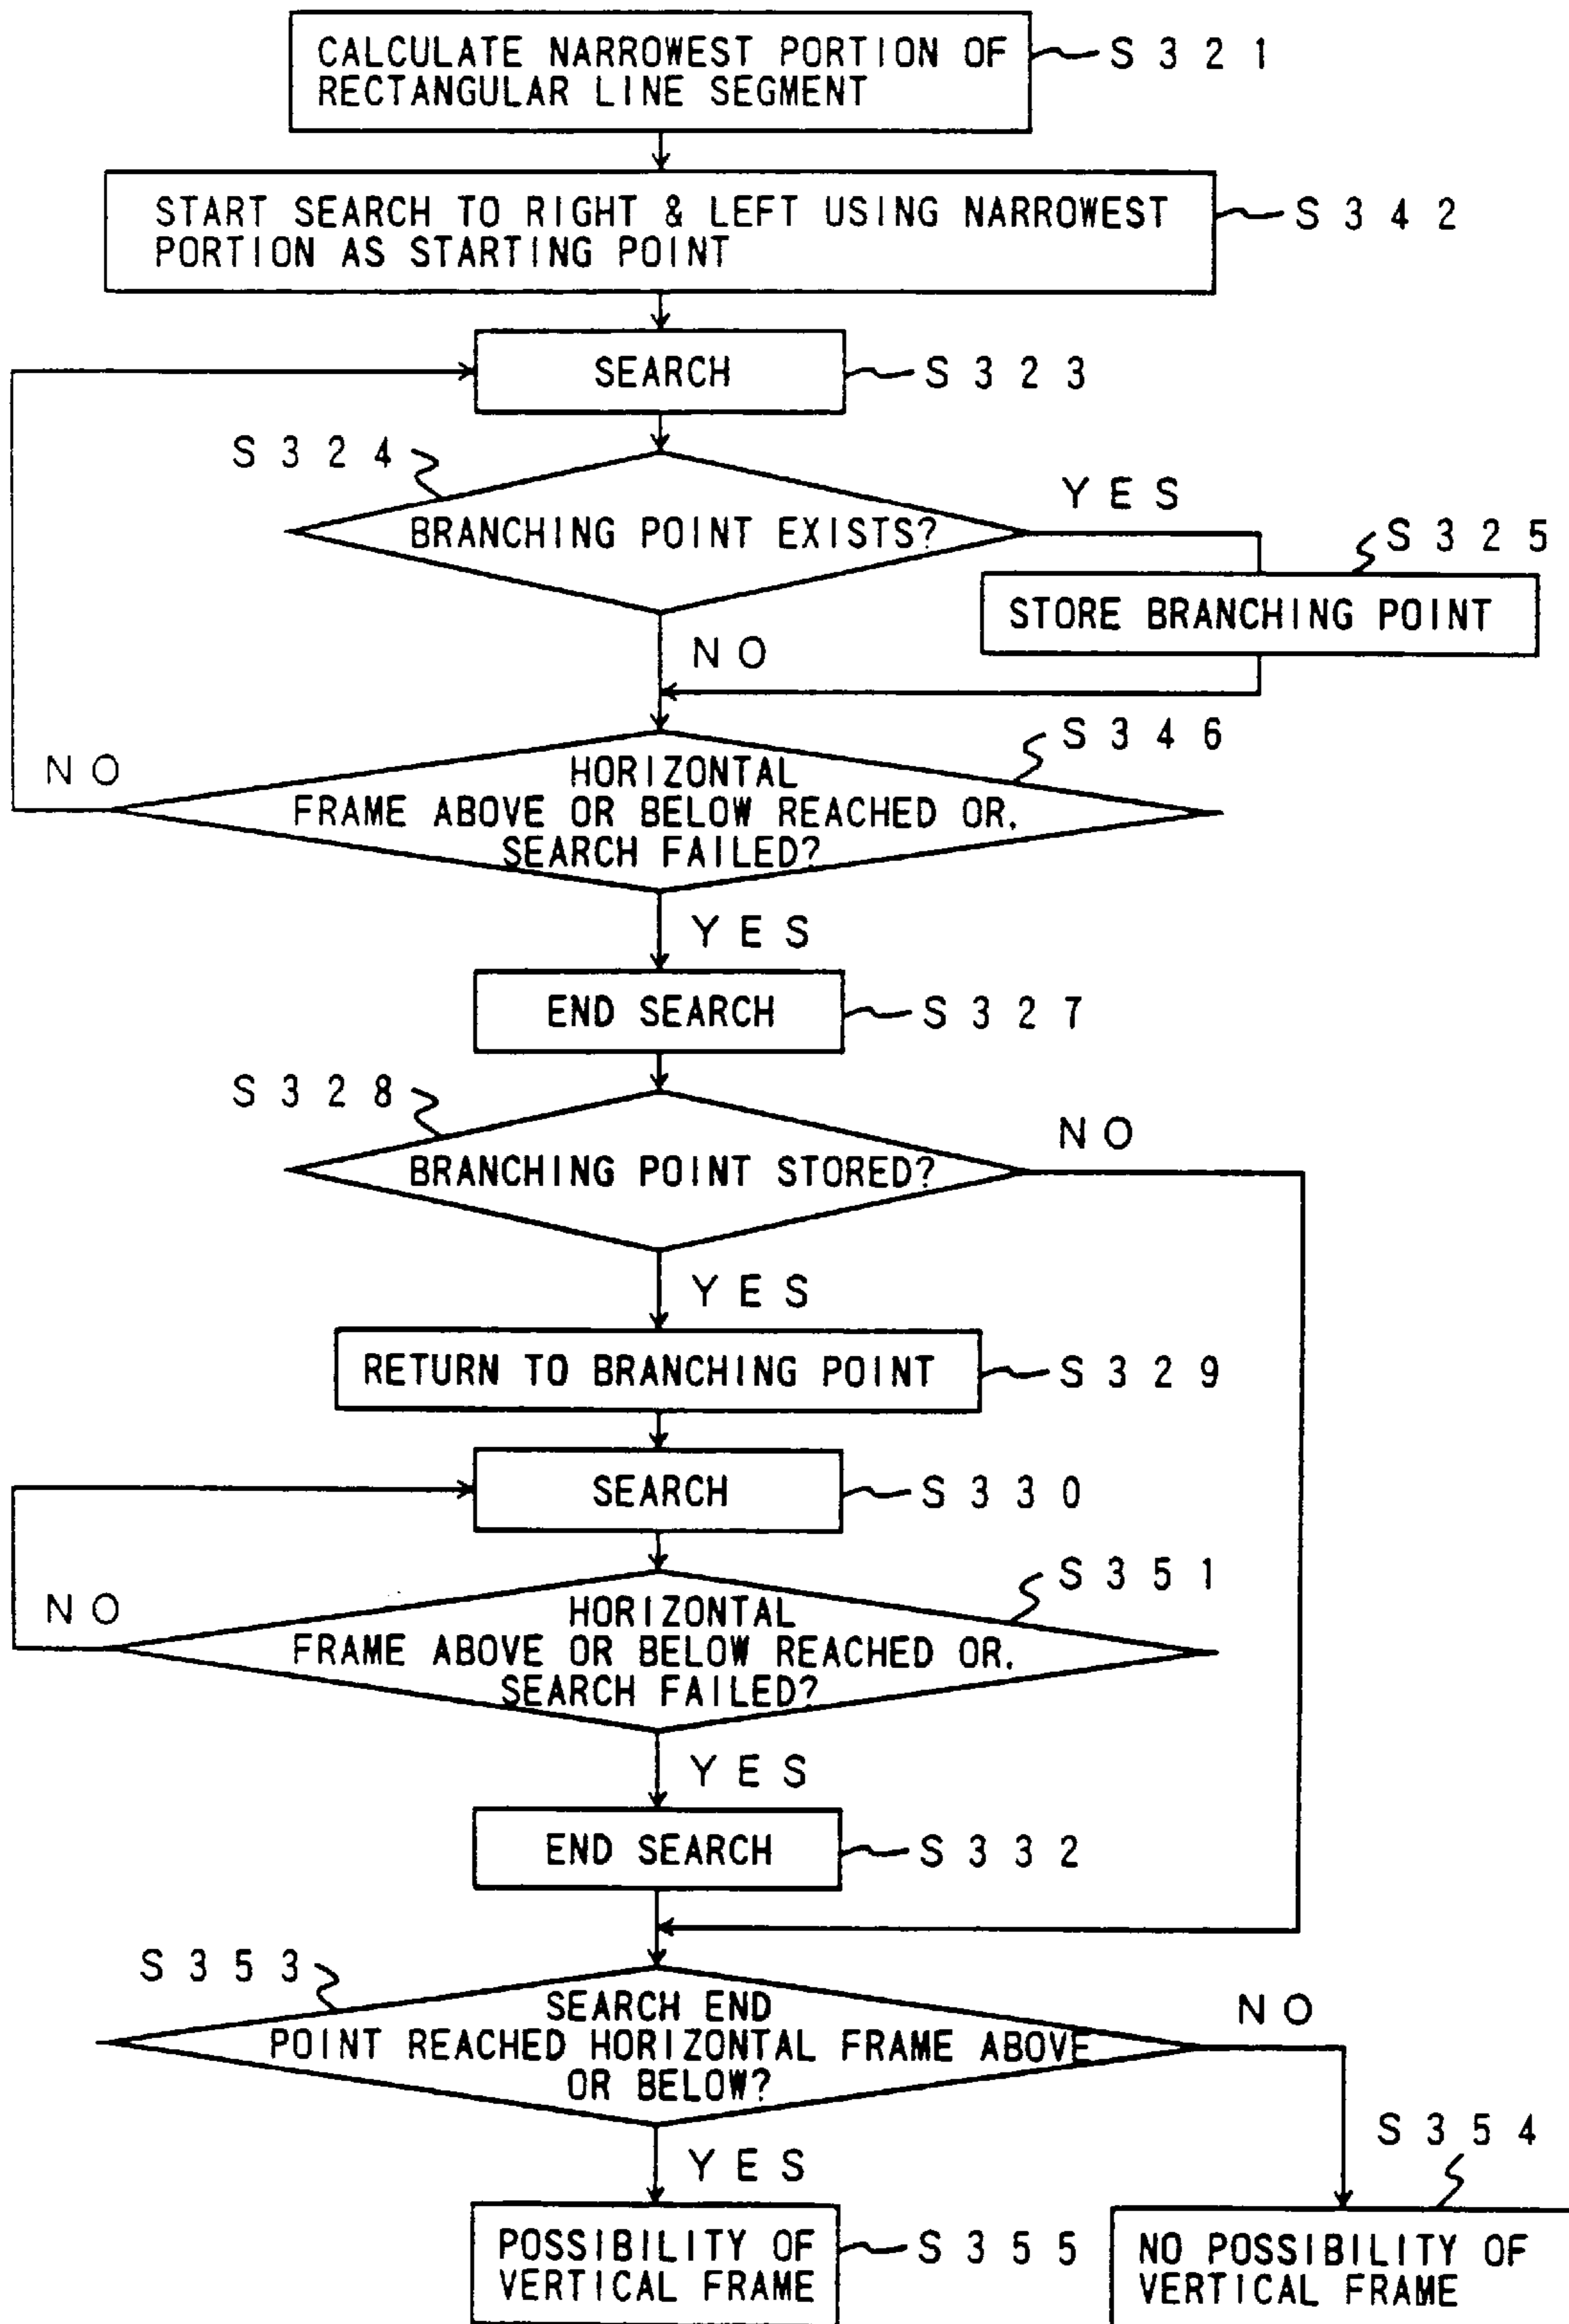 CALCULATE NARROWEST PORTION OF
RECTANGULAR LINE SEGMENT
S321
START SEARCH TO RIGHT & LEFT USING NARROWEST
PORTION AS STARTING POINT
S342
SEARCH
S323
S324
BRANCHING POINT EXISTS?
YES
S325
STORE BRANCHING POINT
NO
S346
NO
HORIZONTAL
FRAME ABOVE OR BELOW REACHED OR,
SEARCH FAILED?
YES
END SEARCH
S327
S328
BRANCHING POINT STORED?
NO
YES
RETURN TO BRANCHING POINT
S329
SEARCH
S330
S351
NO
HORIZONTAL
FRAME ABOVE OR BELOW REACHED OR,
SEARCH FAILED?
YES
END SEARCH
S332
S353
SEARCH END
POINT REACHED HORIZONTAL FRAME ABOVE
OR BELOW?
NO
YES
S354
POSSIBILITY OF
VERTICAL FRAME
S355
NO POSSIBILITY OF
VERTICAL FRAME